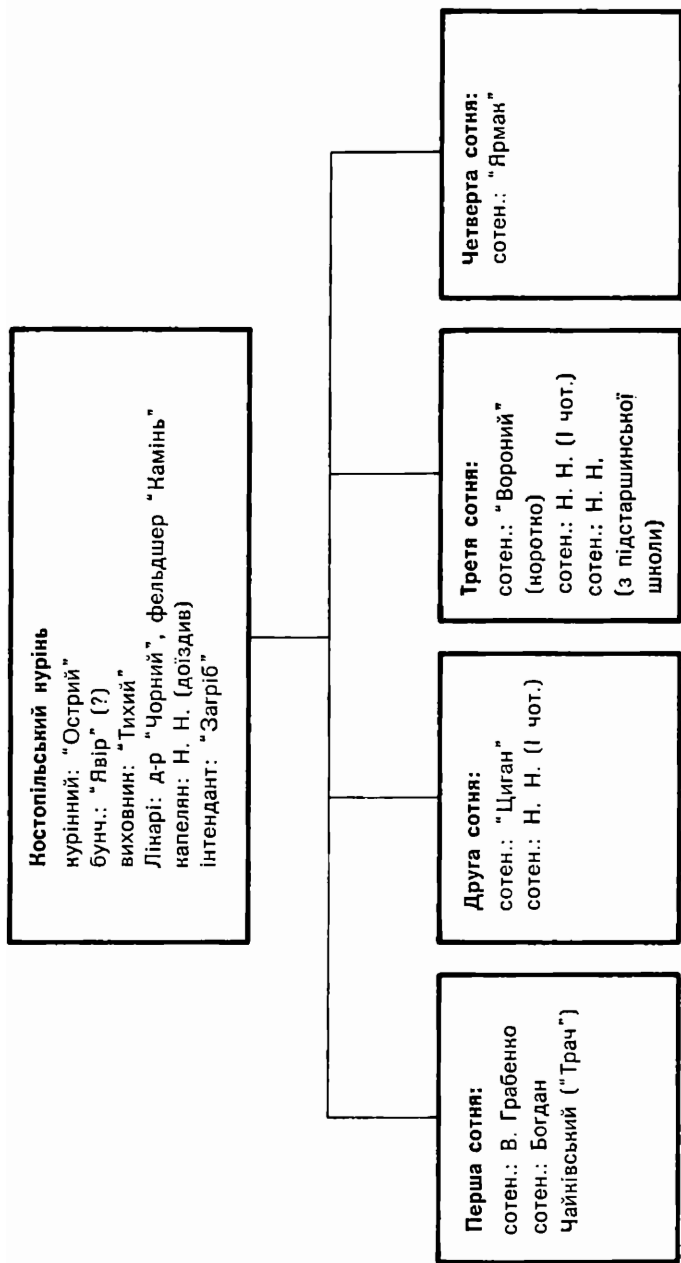 Костопільський курінь
курінний: “Острий”
бунч.: “Явір” (?)
виховник: “Тихий”
Лікарі: д-р “Чорний”, фельдшер “Камінь”
капелян: Н. Н. (доїздив)
інтендант: “Загріб”
Перша сотня:
сотен.: В. Грабенко
сотен.: Богдан
Чайківський (“Трач”)
Друга сотня:
сотен.: “Циган”
сотен.: Н. Н. (І чот.)
Третя сотня:
сотен.: “Вороний”
(коротко)
сотен.: Н. Н. (І чот.)
сотен.: Н. Н.
(з підстаршинської
школи)
Четверта сотня:
сотен.: “Ярмак”